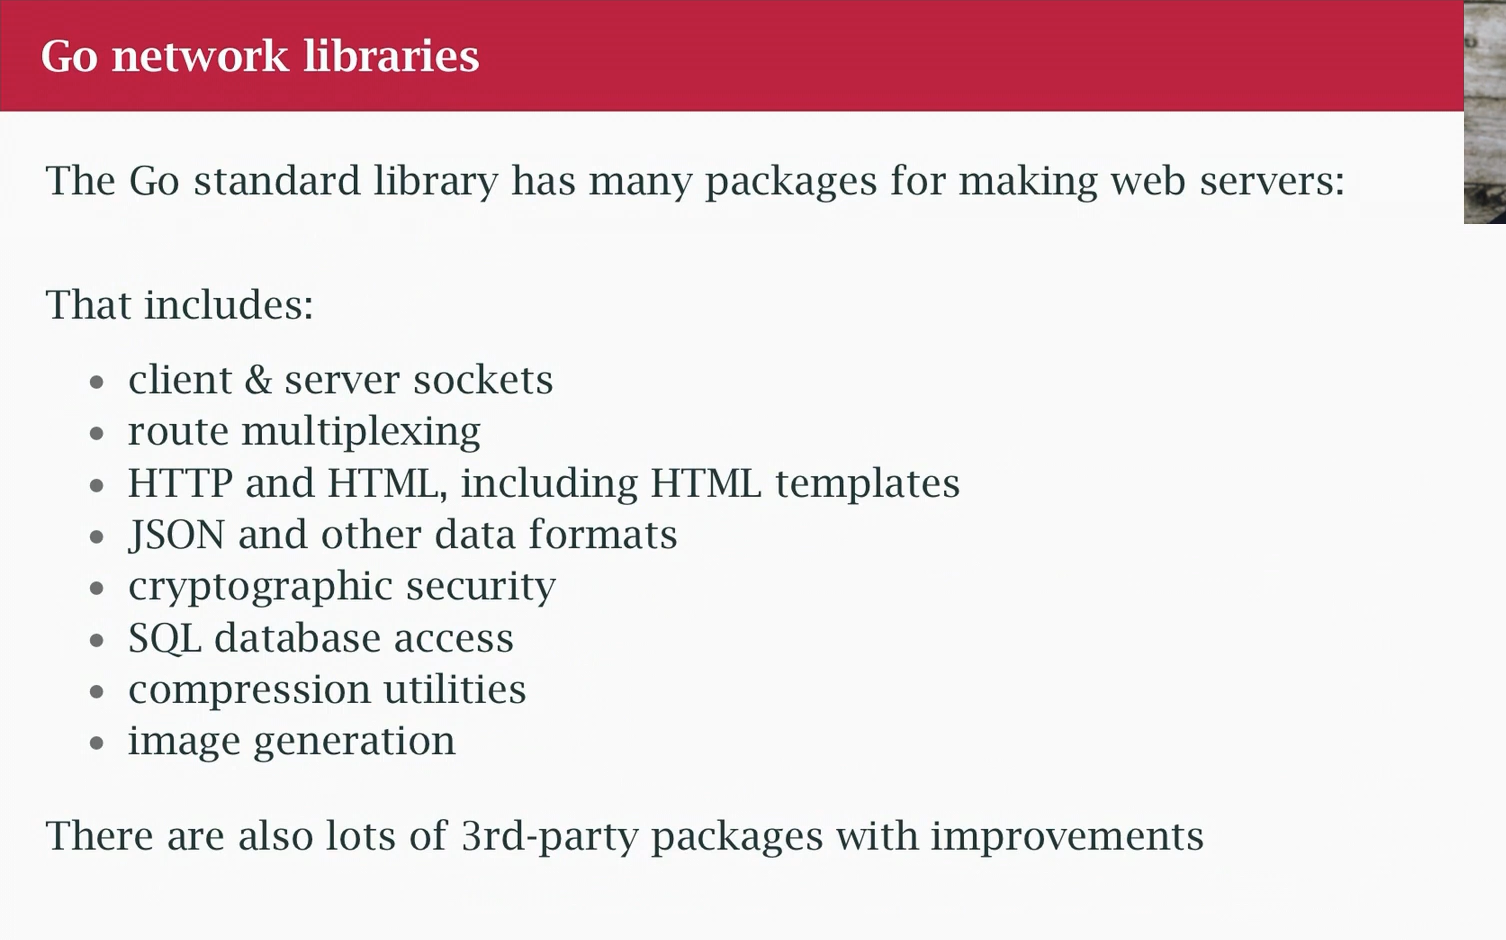 Go network libraries
The Go standard library has many packages for making web servers:
That includes:
• client & server sockets
• route multiplexing
• HTTP and HTML, including HTML templates
• JSON and other data formats
• cryptographic security
• SQL database access
• compression utilities
• image generation
There are also lots of 3rd-party packages with improvements